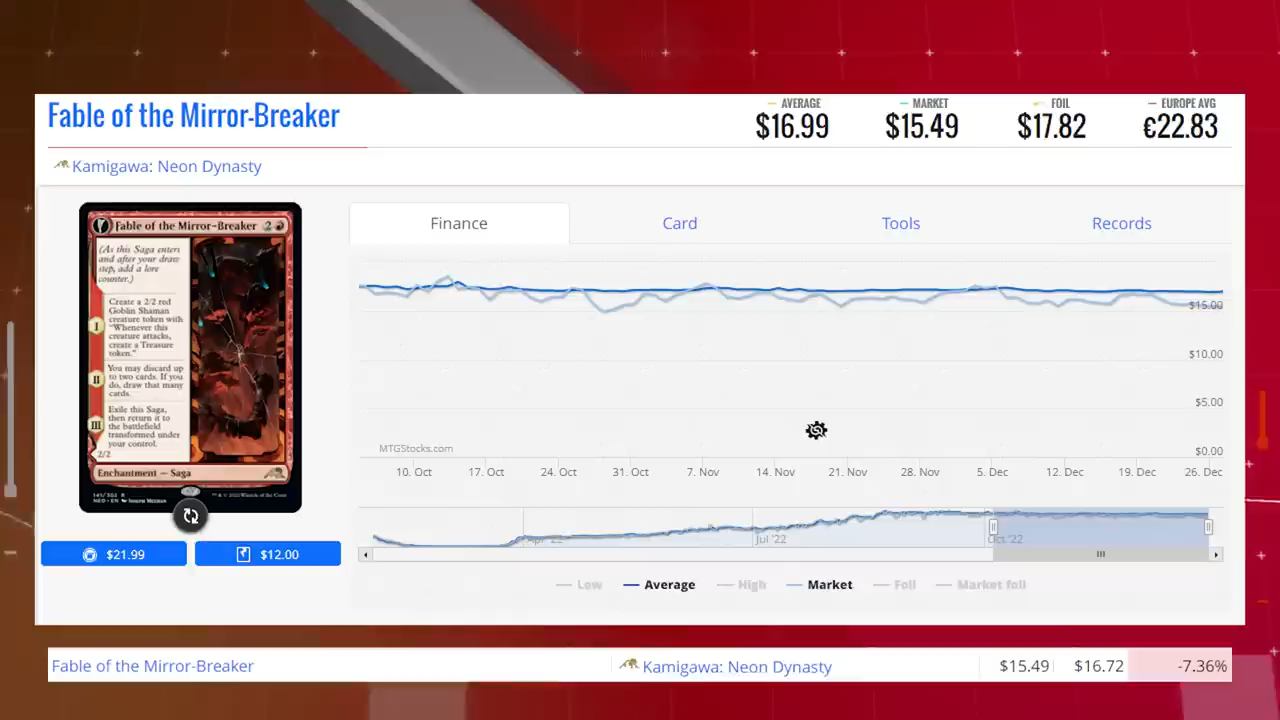 Fable of the Mirror-Breaker
AVERAGE
$16.99
MARKET
$15.49
FOIL
$17.82
EUROPE AVG
€22.83
Kamigawa: Neon Dynasty
Fable of the Mirror-Breaker 2
(As this Saga enters
and after your draw
step, add a lore
counter.)
I
Create a 2/2 red
Goblin Shaman
creature token with
"Whenever this
creature attacks,
create a Treasure
token."
II
You may discard up
to two cards. If you
do, draw that many
cards.
III
Exile this Saga,
then return it to
the battlefield
transformed under
your control.
2/2
Enchantment — Saga
$21.99
$12.00
Finance
Card
Tools
Records
$15.00
$10.00
$5.00
$0.00
MTGStocks.com
10. Oct
17. Oct
24. Oct
31. Oct
7. Nov
14. Nov
21. Nov
28. Nov
5. Dec
12. Dec
19. Dec
26. Dec
Apr '22
Jul '22
Oct '22
Low
Average
High
Market
Foil
Market foil
Fable of the Mirror-Breaker
Kamigawa: Neon Dynasty
$15.49
$16.72
-7.36%